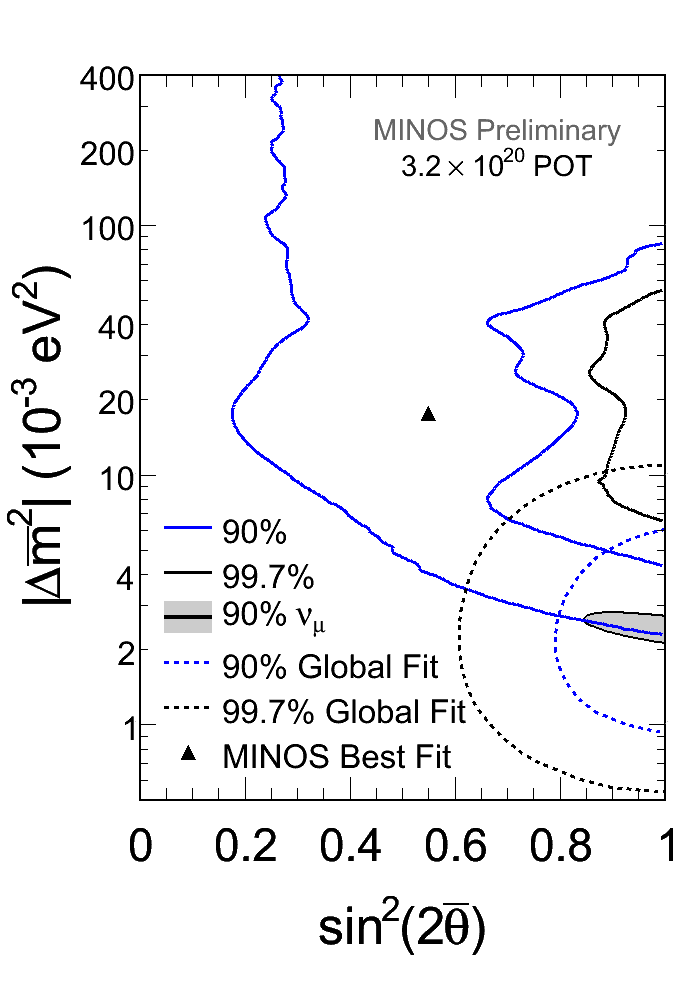 400
200
100
40
20
10
4
2
1
|Δm̅²| (10⁻³ eV²)
MINOS Preliminary
3.2 × 10²⁰ POT
90%
99.7%
90% νμ
90% Global Fit
99.7% Global Fit
MINOS Best Fit
0 0.2 0.4 0.6 0.8 1
sin²(2θ̅)